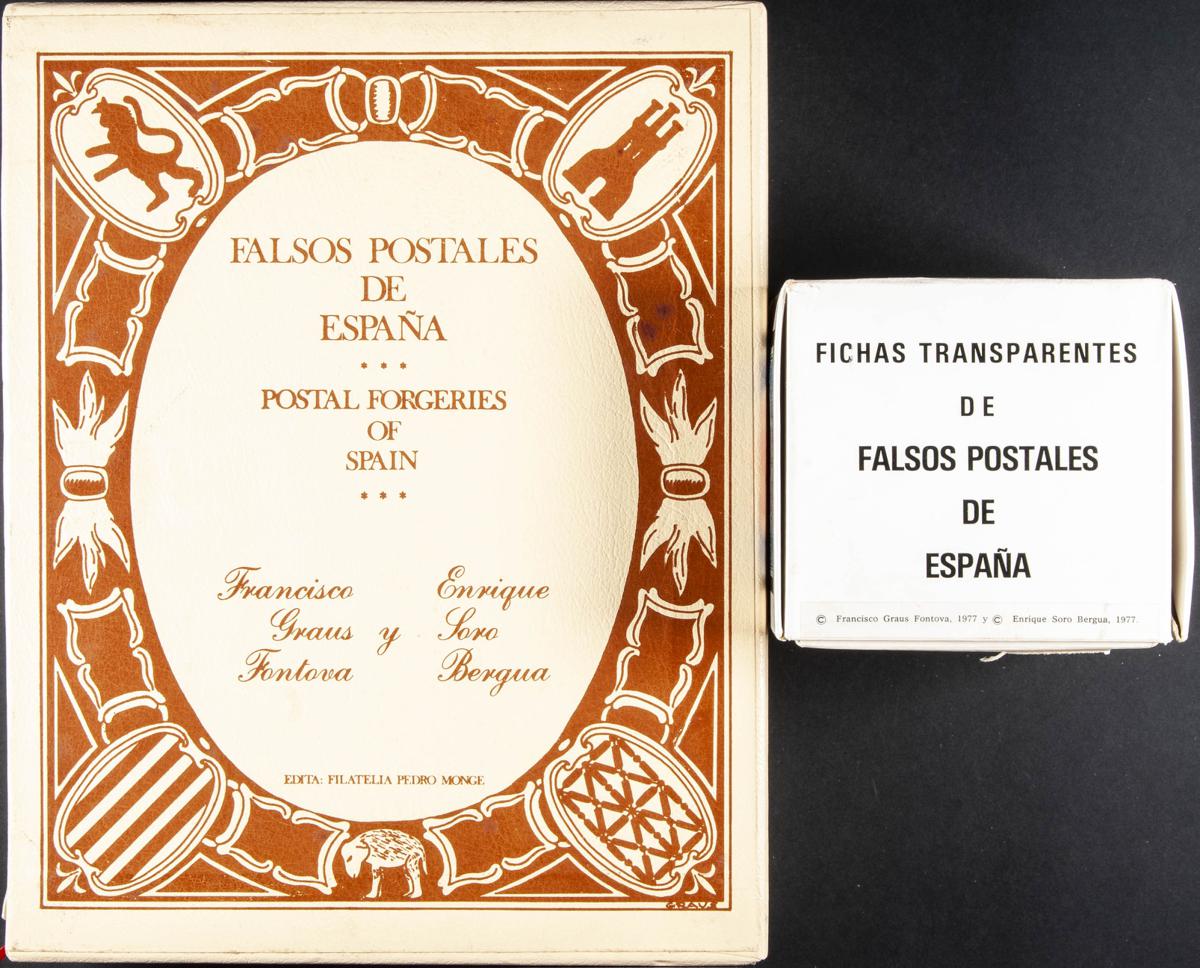 FALSOS POSTALES
DE
ESPAÑA
* * *
POSTAL FORGERIES
OF
SPAIN
* * *
Francisco Enrique
Graus y Soro
Fontova Bergua
EDITA: FILATELIA PEDRO MONGE
GRAUS
FICHAS TRANSPARENTES
DE
FALSOS POSTALES
DE
ESPAÑA
© Francisco Graus Fontova, 1977 y © Enrique Soro Bergua, 1977.